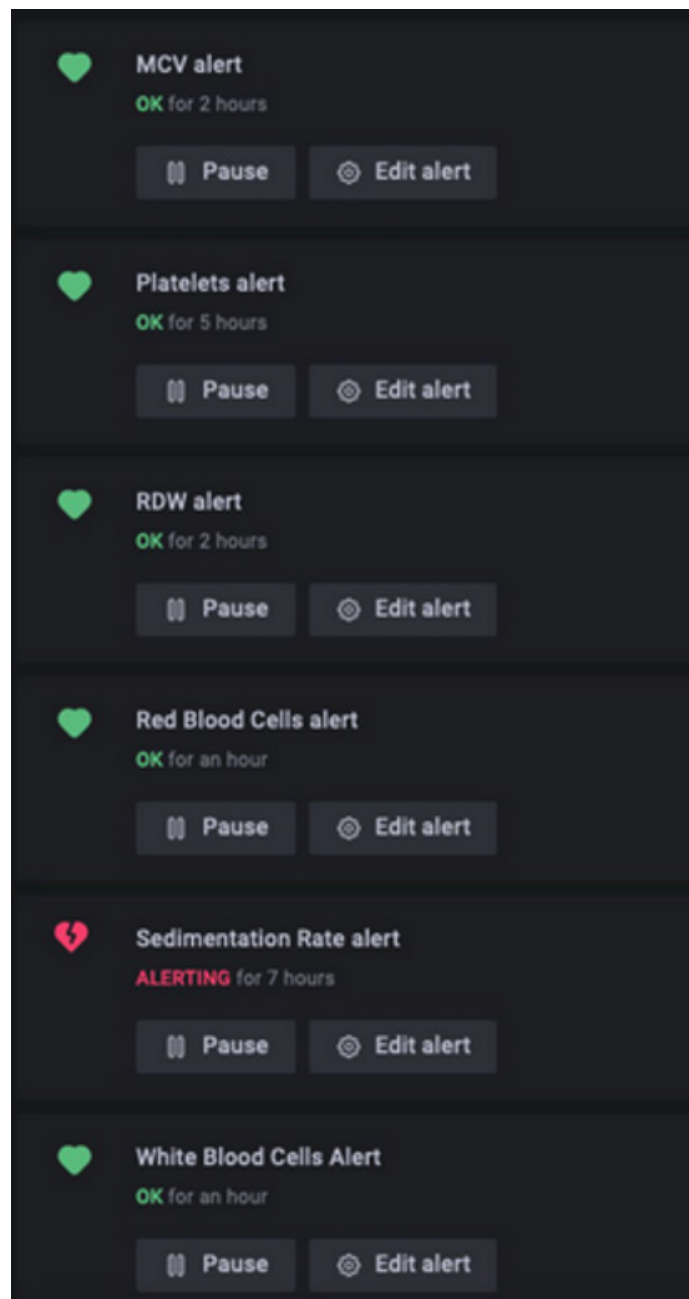 MCV alert
OK for 2 hours
Pause Edit alert
Platelets alert
OK for 5 hours
Pause Edit alert
RDW alert
OK for 2 hours
Pause Edit alert
Red Blood Cells alert
OK for an hour
Pause Edit alert
Sedimentation Rate alert
ALERTING for 7 hours
Pause Edit alert
White Blood Cells Alert
OK for an hour
Pause Edit alert